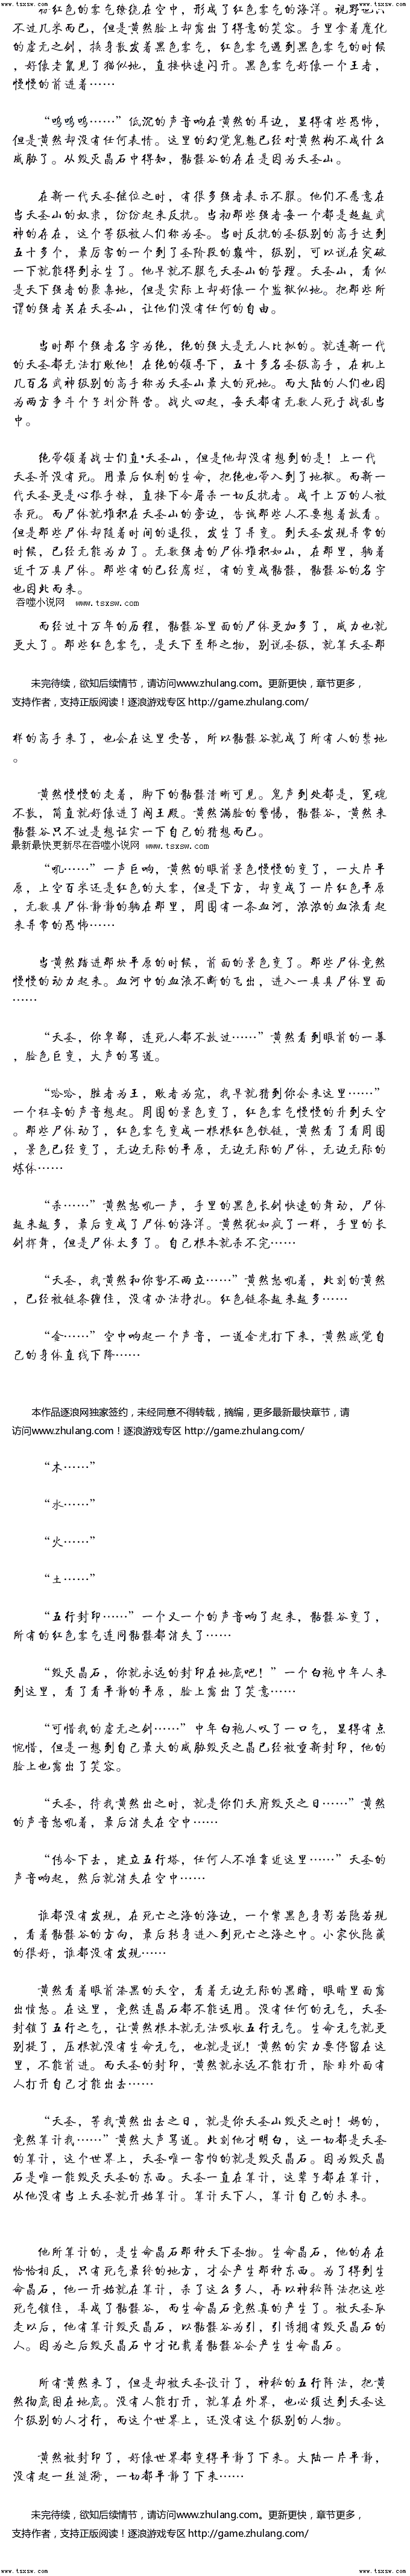 www.tsxsw.com www.tsxsw.com
粉红色的雾气缭绕在空中，形成了红色雾气的海洋。视野也只
不过几米而已，但是黄然脸上却露出了得意的笑容。手里拿着魔化
的虚无之剑，换身散发着黑色雾气，红色雾气遇到黑色雾气的时候
，好像老鼠见了猫似地，直接快速闪开。黑色雾气好像一个王者，
慢慢的前进着……
“呜呜呜……”低沉的声音响在黄然的耳边，显得有些恐怖，
但是黄然却没有任何表情。这里的幻觉鬼魅已经对黄然构不成什么
威胁了。从毁灭晶石中得知，骷髅谷的存在是因为天圣山。
在新一代天圣继位之时，有很多强者表示不服。他们不愿意在
当天圣山的奴隶，纷纷起来反抗。当初那些强者每一个都是超越武
神的存在，这个等级被人们称为圣。当时反抗的圣级别的高手达到
五十多个，最厉害的一个到了圣阶段的巅峰，级别，可以说在突破
一下就能得到永生了。他早就不服气天圣山的管理。天圣山，看似
是天下强者的聚集地，但是实际上却好像一个监狱似地。把那些所
谓的强者关在天圣山，让他们没有任何的自由。
当时那个强者名字为绝，绝的强大是无人比拟的。就连新一代
的天圣都无法打败他！在绝的领导下，五十多名圣级高手，在机上
几百名武神级别的高手称为天圣山最大的死地。而大陆的人们也因
为两方争斗个子划分阵营。战火四起，每天都有无歌人死于战乱当
中。
绝带领着战士们直·天圣山，但是他却没有想到的是！上一代
天圣并没有死。用最后仅剩的生命，把绝也带入到了地狱。而新一
代天圣更是心狠手辣，直接下令屠杀一切反抗者。成千上万的人被
杀死。而尸体就堆积在天圣山的旁边，告诫那些人不要想着救看。
但是那些尸体却随着时间的退役，发生了异变。到天圣发现异常的
时候，已经无能为力了。无歌强者的尸体堆积如山，在那里，躺着
近千万具尸体。那些有的已经腐烂，有的变成骷髅，骷髅谷的名字
也因此而来。
吞噬小说网 www.tsxsw.com
而经过十万年的历程，骷髅谷里面的尸体更加多了，威力也就
更大了。那些红色雾气，是天下至邪之物，别说圣级，就算天圣那
未完待续，欲知后续情节，请访问www.zhulang.com。更新更快，章节更多，
支持作者，支持正版阅读！逐浪游戏专区 http://game.zhulang.com/
样的高手来了，也会在这里受苦，所以骷髅谷就成了所有人的禁地
。
黄然慢慢的走着，脚下的骷髅清晰可见。鬼声到处都是，冤魂
不散，简直就好像进了阎王殿。黄然满脸的警惕，骷髅谷，黄然来
骷髅谷只不过是想证实一下自己的猜想而已。
最新最快更新尽在吞噬小说网 www.tsxsw.com
“吼……”一声巨响，黄然的眼前景色慢慢的变了，一大片平
原，上空百米还是红色的大雾，但是下方，却变成了一片红色平原
，无歌具尸体静静的躺在那里，周围有一条血河，浓浓的血液看起
来异常的恐怖……
当黄然踏进那块平原的时候，首面的景色变了。那些尸体竟然
慢慢的动力起来。血河中的血液不断的飞出，进入一具具尸体里面
……
“天圣，你卑鄙，连死人都不放过……”黄然看到眼前的一幕
，脸色巨变，大声的骂道。
“哈哈，胜者为王，败者为寇，我早就猜到你会来这里……”
一个狂妄的声音想起。周围的景色变了，红色雾气慢慢的升到天空
。那些尸体动了，红色雾气变成一根根红色铁链，黄然看了看周围
，景色已经变了，无边无际的平原，无边无际的尸体，无边无际的
炼体……
“杀……”黄然怒吼一声，手里的黑色长剑快速的舞动，尸体
越来越多，最后变成了尸体的海洋。黄然犹如疯了一样，手里的长
剑挥舞，但是尸体太多了。自己根本就杀不完……
“天圣，我黄然和你势不两立……”黄然怒吼着，此刻的黄然
，已经被链条缠住，没有办法挣扎。红色链条越来越多……
“金……”空中响起一个声音，一道金光打下来，黄然感觉自
己的身体直线下降……
本作品逐浪网独家签约，未经同意不得转载，摘编，更多最新最快章节，请
访问www.zhulang.com！逐浪游戏专区 http://game.zhulang.com/
“木……”
“水……”
“火……”
“土……”
“五行封印……”一个又一个的声音响了起来，骷髅谷变了，
所有的红色雾气连同骷髅都消失了……
“毁灭晶石，你就永远的封印在地底吧！”一个白袍中年人来
到这里，看了看平静的平原，脸上露出了笑意……
“可惜我的虚无之剑……”中年白袍人叹了一口气，显得有点
惋惜，但是一想到自己最大的威胁毁灭之晶已经被重新封印，他的
脸上也露出了笑容。
“天圣，待我黄然出之时，就是你们天府毁灭之日……”黄然
的声音怒吼着，最后消失在空中……
“传令下去，建立五行塔，任何人不准靠近这里……”天圣的
声音响起，然后就消失在空中……
谁都没有发现，在死亡之海的海边，一个紫黑色身影若隐若现
，看着骷髅谷的方向，最后转身进入到死亡之海之中。小家伙隐藏
的很好，谁都没有发现……
黄然看着眼前漆黑的天空，看着无边无际的黑暗，眼睛里面露
出愤怒。在这里，竟然连晶石都不能运用。没有任何的元气，天圣
封锁了五行之气，让黄然根本就无法吸收五行元气。生命元气就更
别提了，压根就没有生命元气，也就是说！黄然的实力要停留在这
里，不能前进。而天圣的封印，黄然就永远不能打开，除非外面有
人打开自己才能出去……
“天圣，等我黄然出去之日，就是你天圣山毁灭之时！妈的，
竟然算计我……”黄然大声骂道。此刻他才明白，这一切都是天圣
的算计，这个世界上，天圣唯一害怕的就是毁灭晶石。因为毁灭晶
石是唯一能毁灭天圣的东西。天圣一直在算计，这辈子都在算计，
从他没有当上天圣就开始算计。算计天下人，算计自己的未来。
他所算计的，是生命晶石那种天下圣物。生命晶石，他的存在
恰恰相反，只有死气最终的地方，才会产生那种东西。为了得到生
命晶石，他一开始就在算计，杀了这么多人，再以神秘阵法把这些
死气锁住，弄成了骷髅谷，而生命晶石竟然真的产生了。被天圣取
走以后，他有算计毁灭晶石，以骷髅谷为引，引诱拥有毁灭晶石的
人。因为之后毁灭晶石中才记载着骷髅谷会产生生命晶石。
所有黄然来了，但是却被天圣设计了，神秘的五行阵法，把黄
然彻底困在地底。没有人能打开，就算在外界，也必须达到天圣这
个级别的人才行，而这个世界上，还没有这个级别的人物。
黄然被封印了，好像世界都变得平静了下来。大陆一片平静，
没有起一丝涟漪，一切都平静了下来……
未完待续，欲知后续情节，请访问www.zhulang.com。更新更快，章节更多，
支持作者，支持正版阅读！逐浪游戏专区 http://game.zhulang.com/
www.tsxsw.com www.tsxsw.com